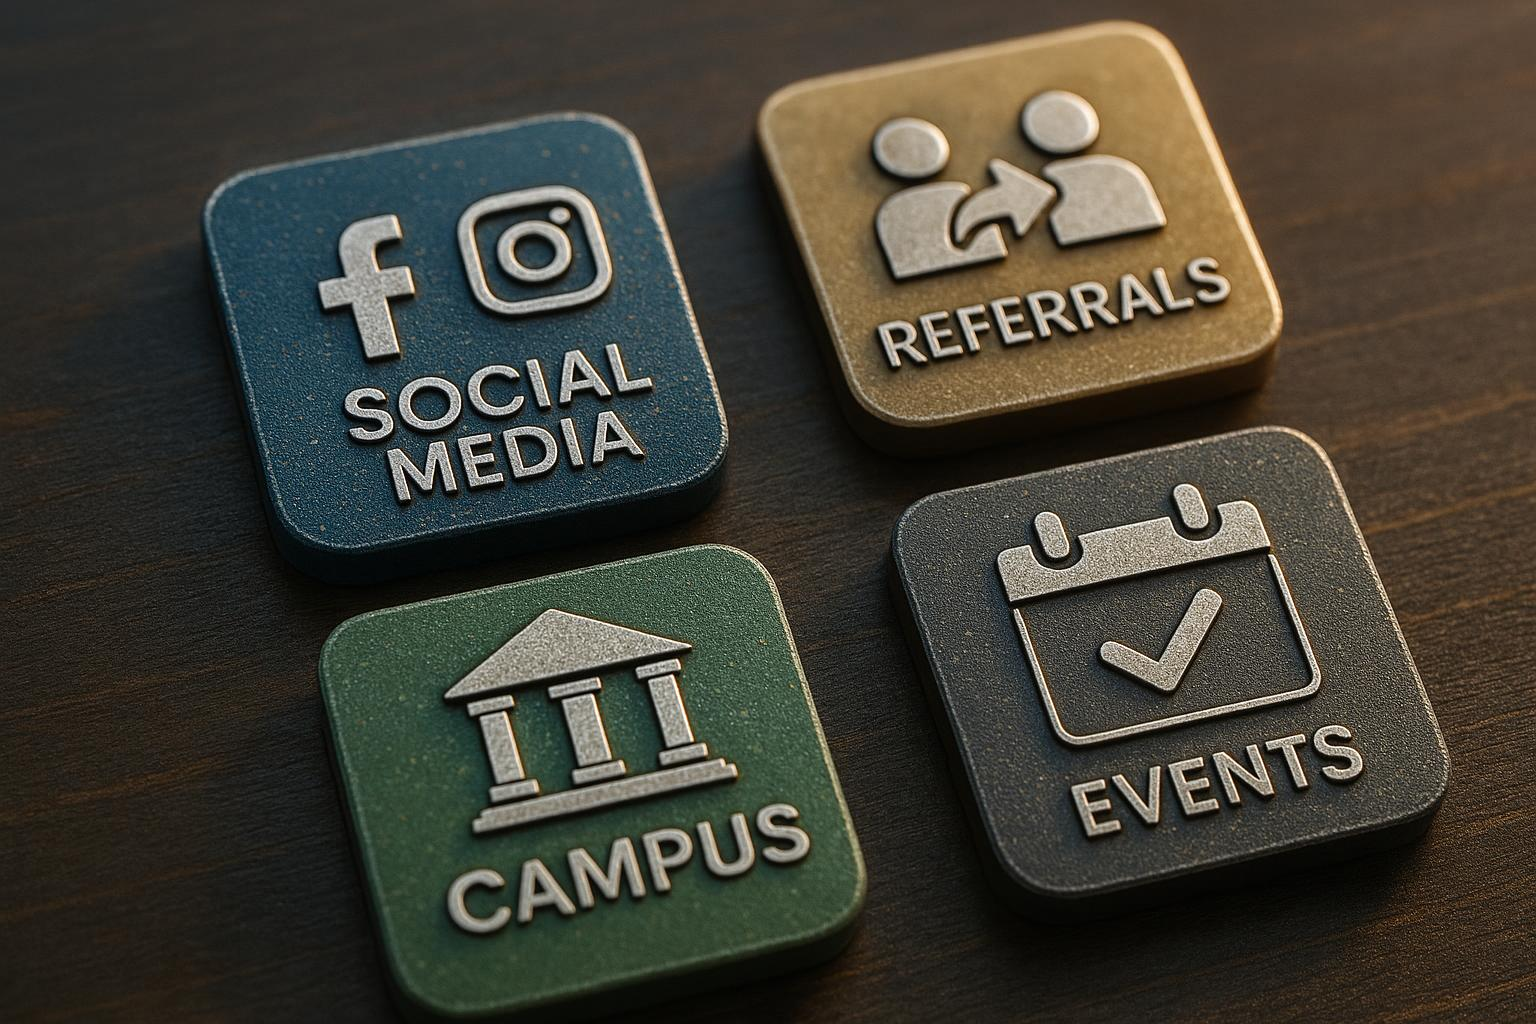 SOCIAL
MEDIA
REFERRALS
CAMPUS
EVENTS